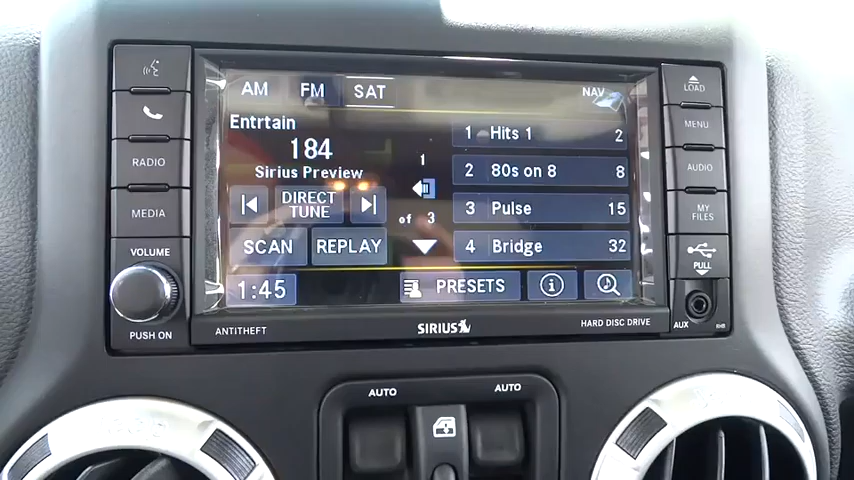 AM FM SAT NAV
Entrtain
184
Sirius Preview
DIRECT
TUNE
SCAN REPLAY
1:45
1
of 3
1 Hits 1 2
2 80s on 8 8
3 Pulse 15
4 Bridge 32
PRESETS
RADIO
MEDIA
VOLUME
PUSH ON
LOAD
MENU
AUDIO
MY
FILES
PULL
AUX
RHB
ANTITHEFT
SIRIUS
HARD DISC DRIVE
AUTO AUTO